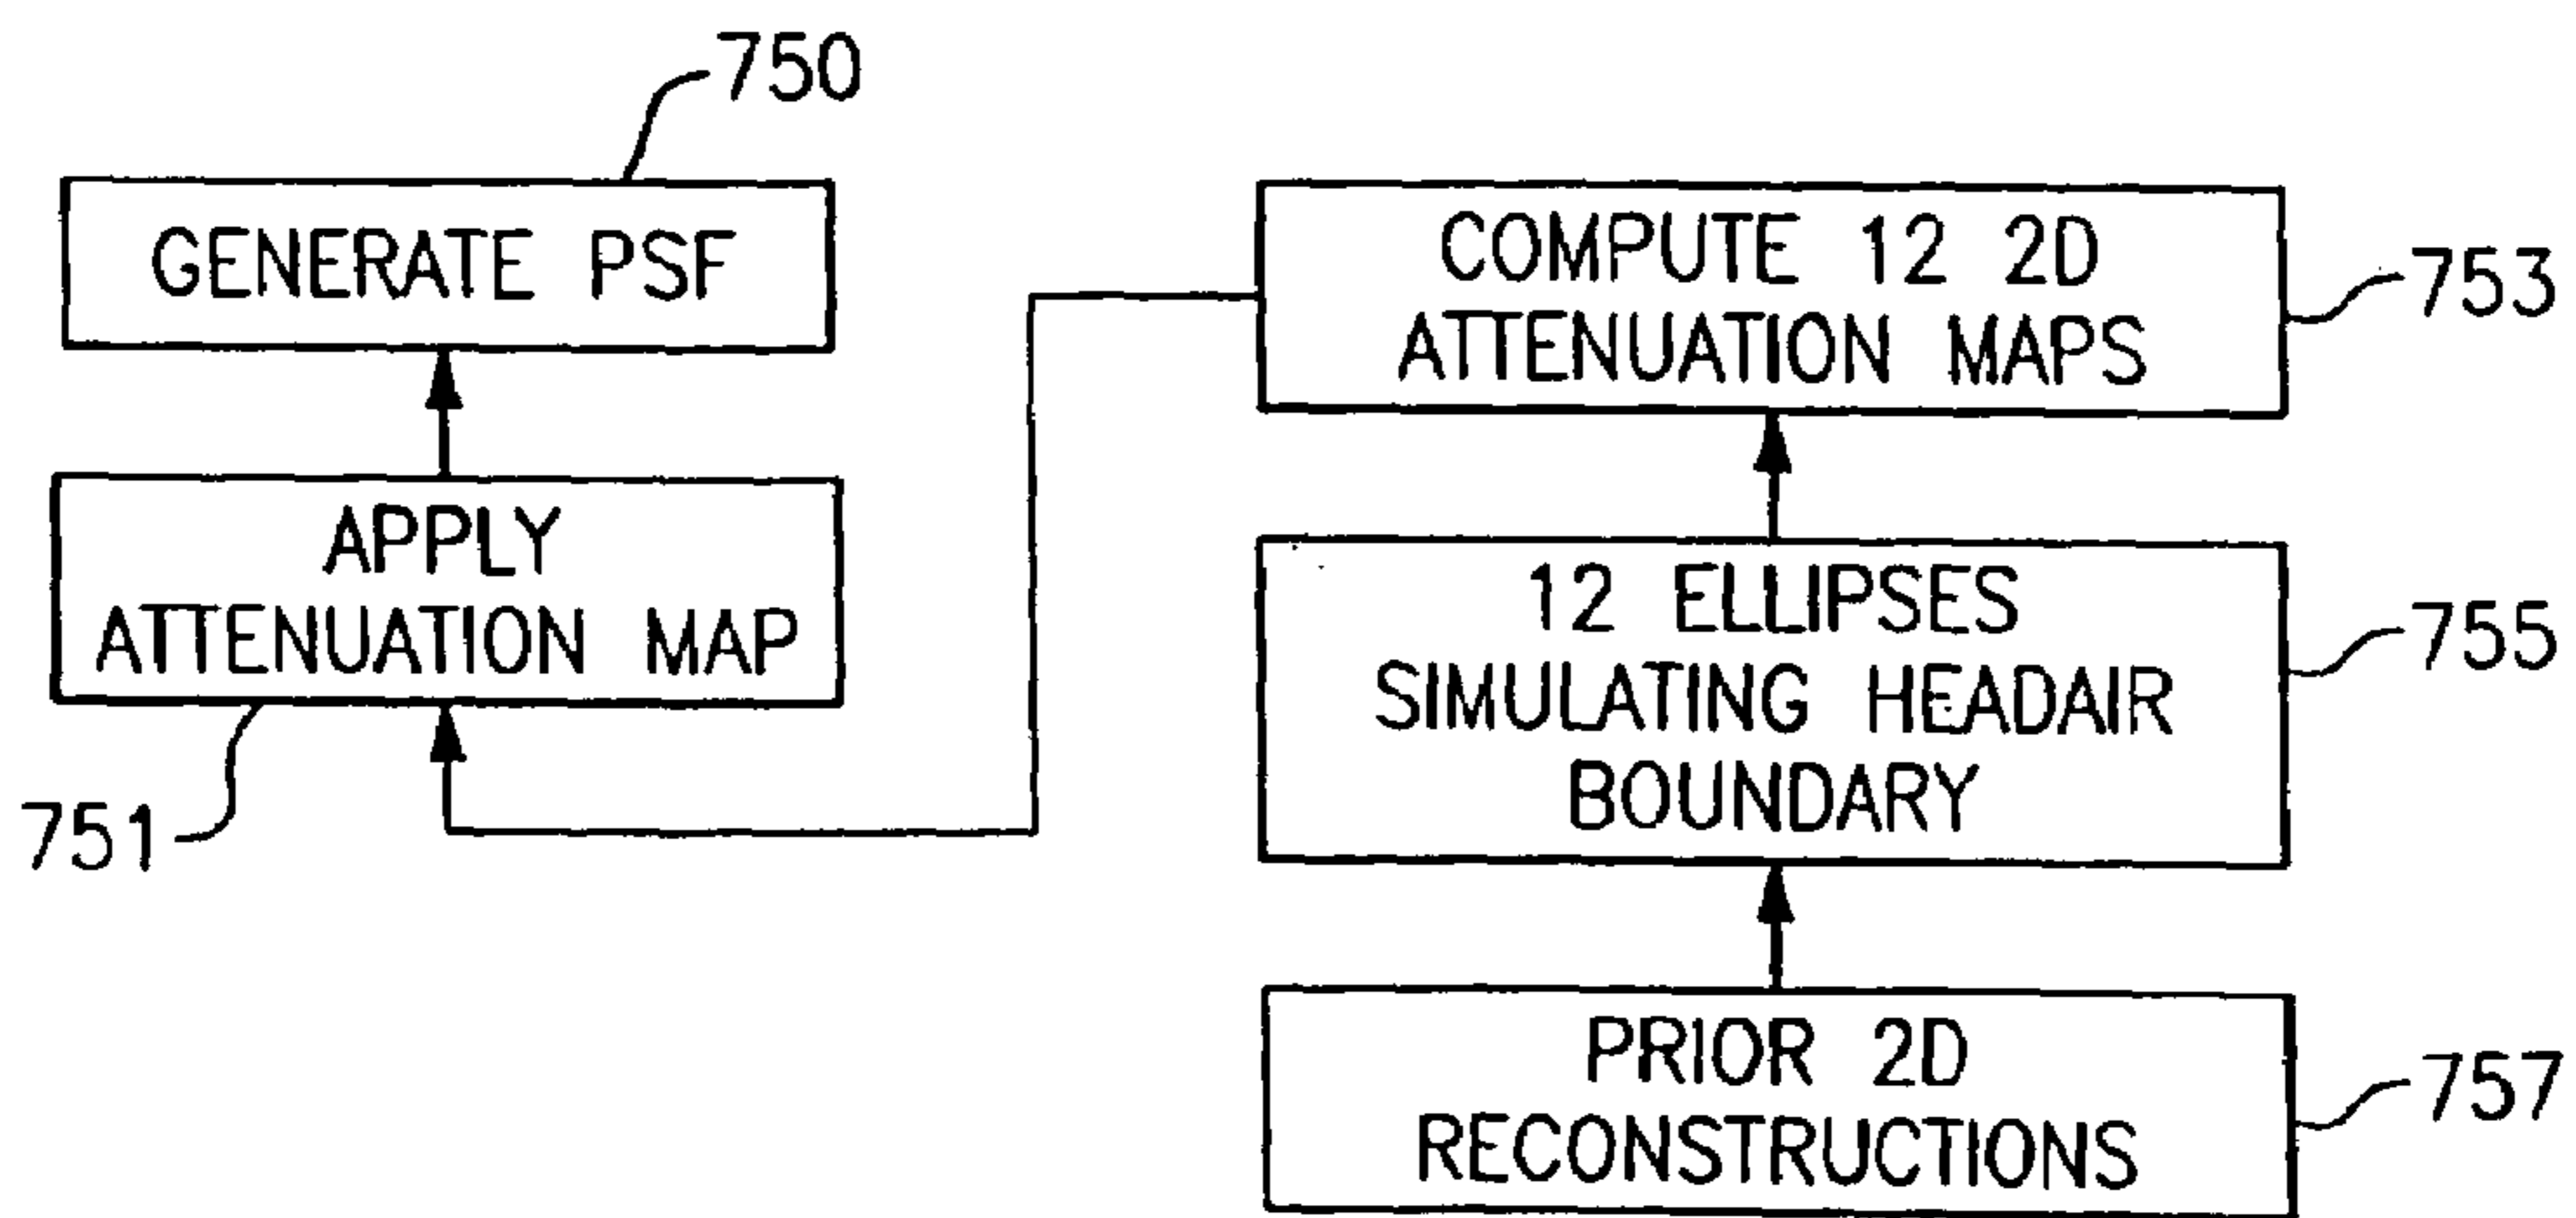 750
GENERATE PSF
APPLY
ATTENUATION MAP
751
COMPUTE 12 2D
ATTENUATION MAPS
753
12 ELLIPSES
SIMULATING HEADAIR
BOUNDARY
755
PRIOR 2D
RECONSTRUCTIONS
757